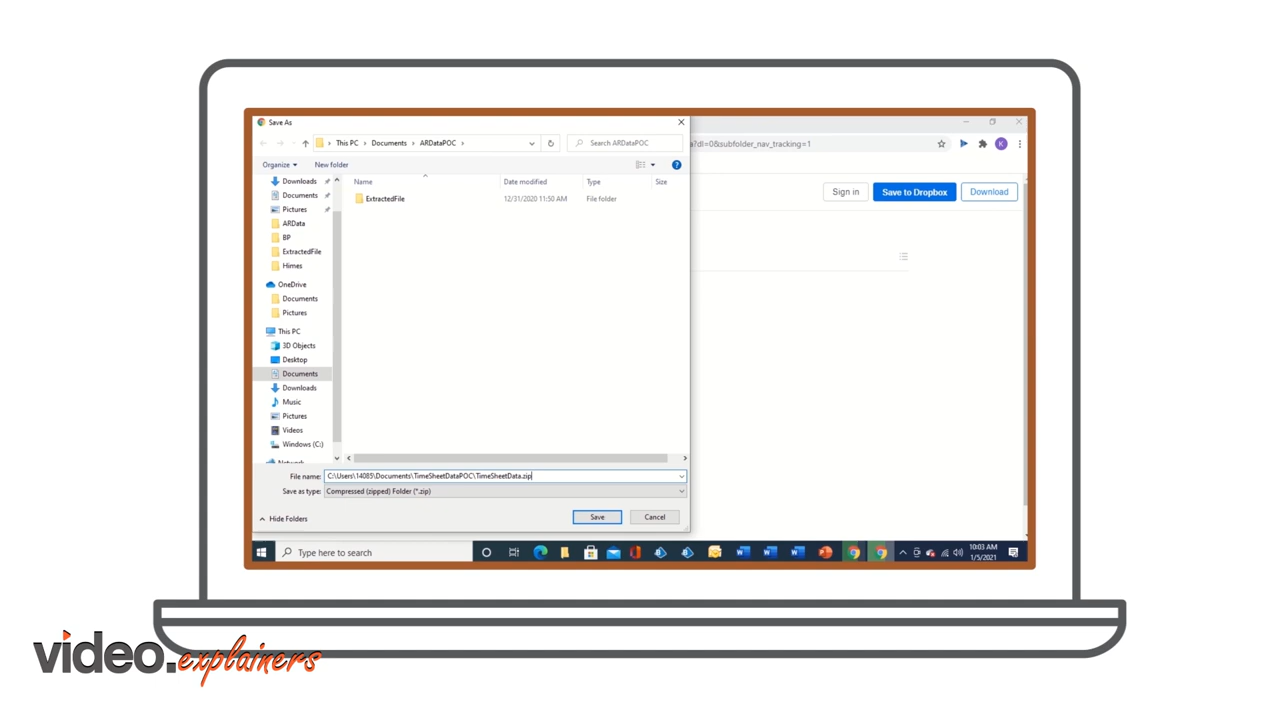 Save As
This PC > Documents > ARDataPOC >
Search ARDataPOC
a?dl=0&subfolder_nav_tracking=1
K
Organize
New folder
?
Sign in
Save to Dropbox
Download
Name
Date modified
Type
Size
ExtractedFile
12/31/2020 11:50 AM
File folder
Downloads
Documents
Pictures
ARData
BP
ExtractedFile
Himes
OneDrive
Documents
Pictures
This PC
3D Objects
Desktop
Documents
Downloads
Music
Pictures
Videos
Windows (C:)
Network
File name:
C:\Users\14085\Documents\TimeSheetDataPOC\TimeSheetData.zip
Save as type:
Compressed (zipped) Folder (*.zip)
Hide Folders
Save
Cancel
Type here to search
10:03 AM
1/5/2021
video.explainers